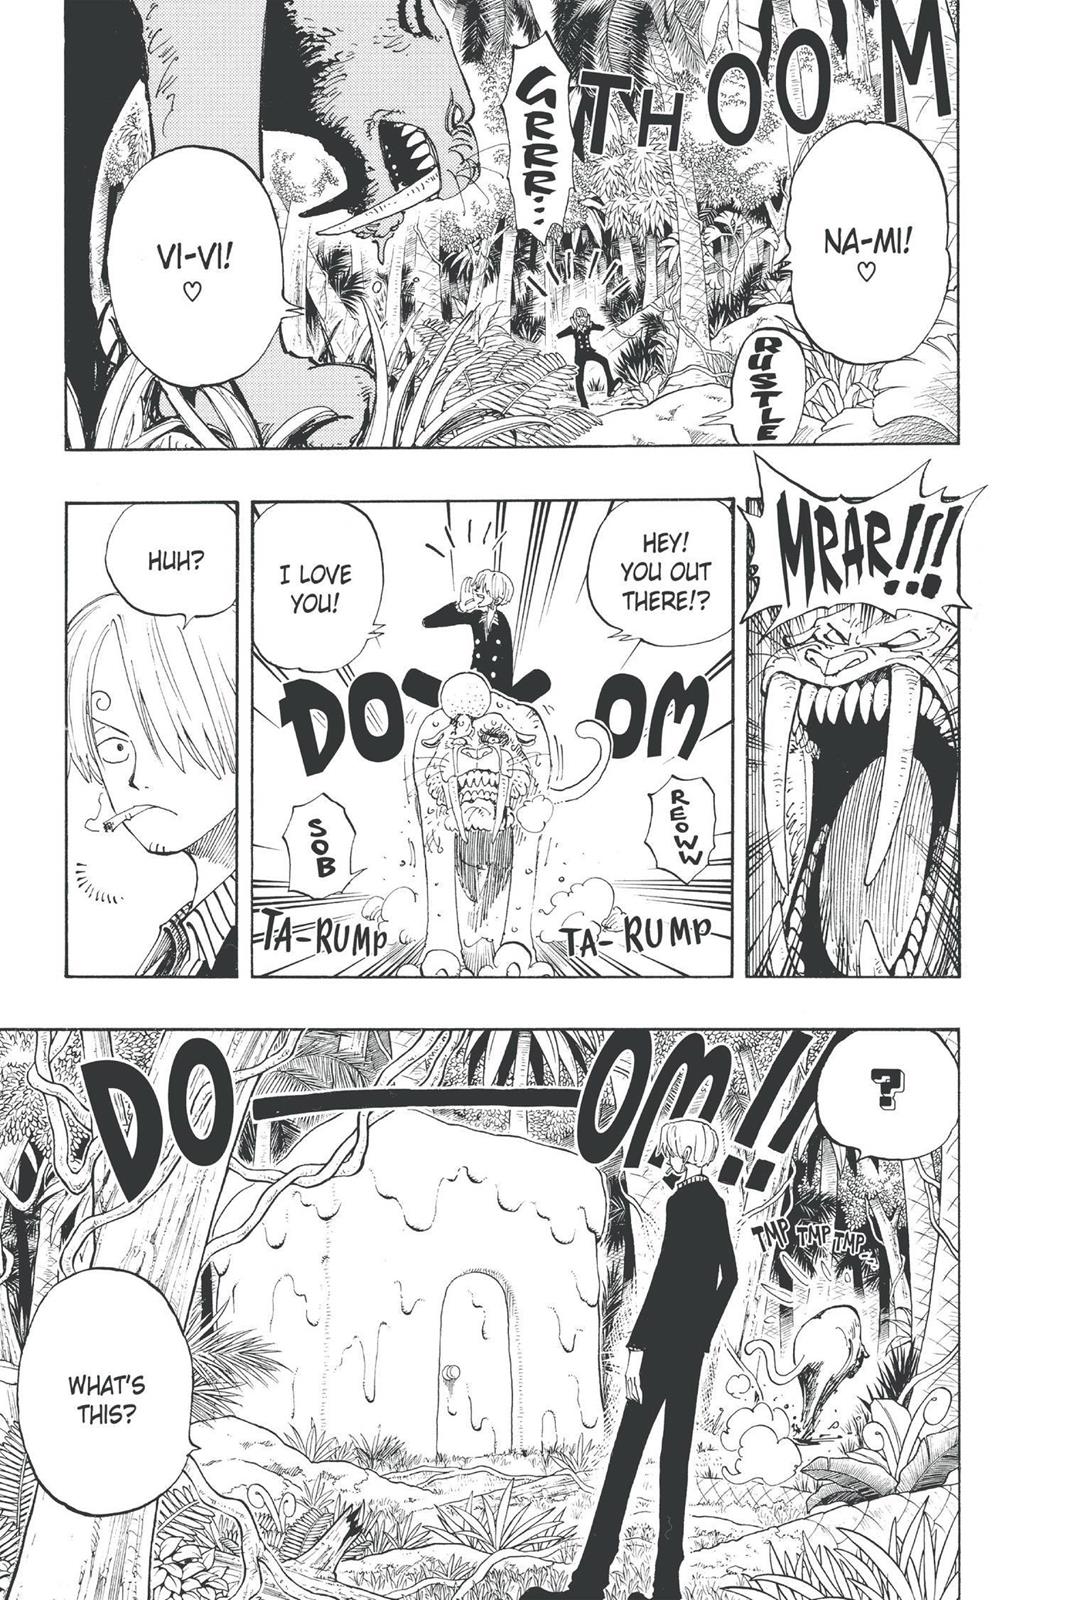 THOOM
NA-MI!
♡
GRRR...
VI-VI!
♡
RUSTLE
MRAR!!!
HEY!
YOU OUT
THERE!?
I LOVE
YOU!
DO—OM
REOWW
SOB
TA-RUMP
TA-RUMP
HUH?
DO—OM!!
?
TMP TMP TMP
WHAT'S
THIS?